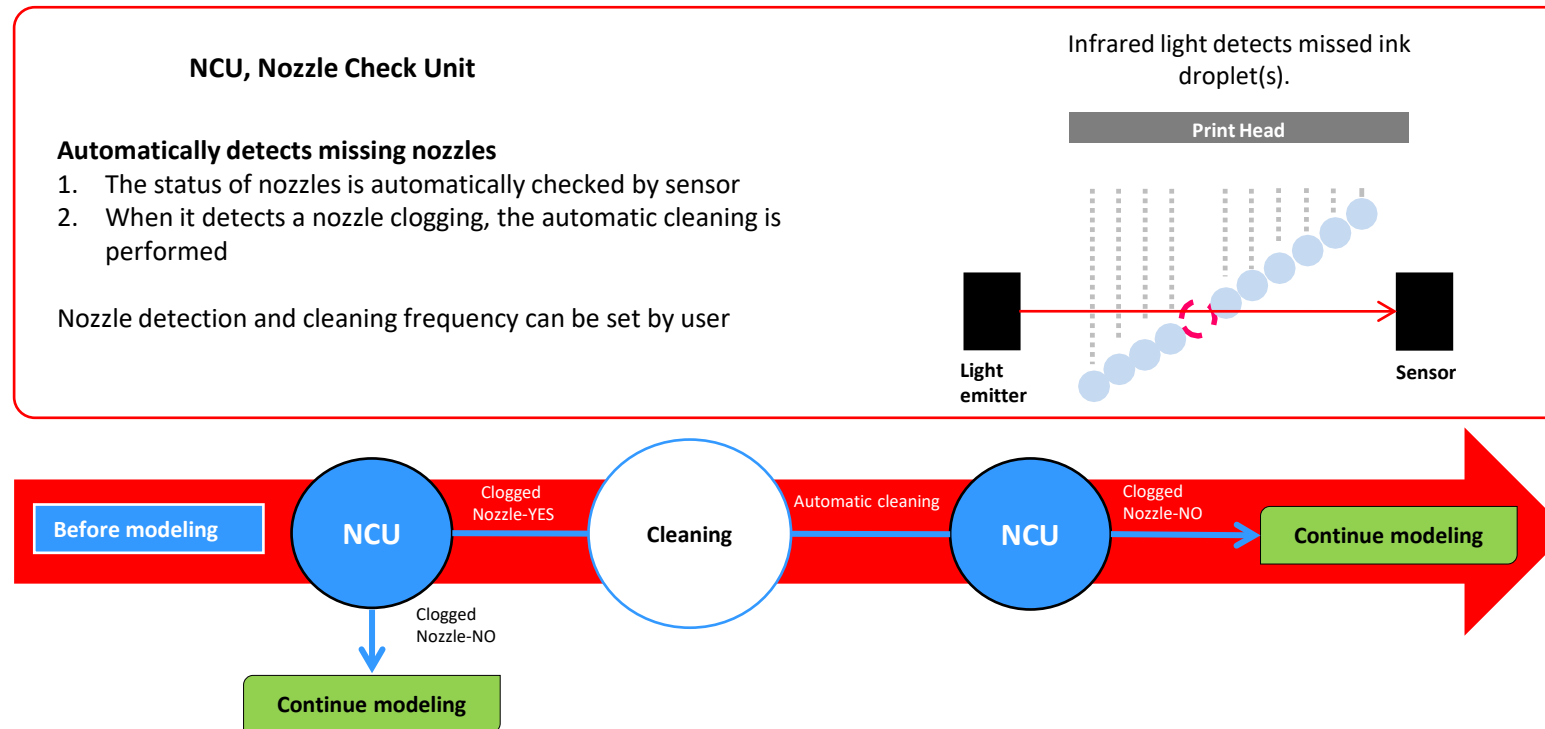 NCU, Nozzle Check Unit
Automatically detects missing nozzles
1. The status of nozzles is automatically checked by sensor
2. When it detects a nozzle clogging, the automatic cleaning is
performed
Nozzle detection and cleaning frequency can be set by user
Infrared light detects missed ink
droplet(s).
Print Head
Light
emitter
Sensor
Before modeling
NCU
Clogged
Nozzle-YES
Cleaning
Automatic cleaning
NCU
Clogged
Nozzle-NO
Continue modeling
Clogged
Nozzle-NO
Continue modeling